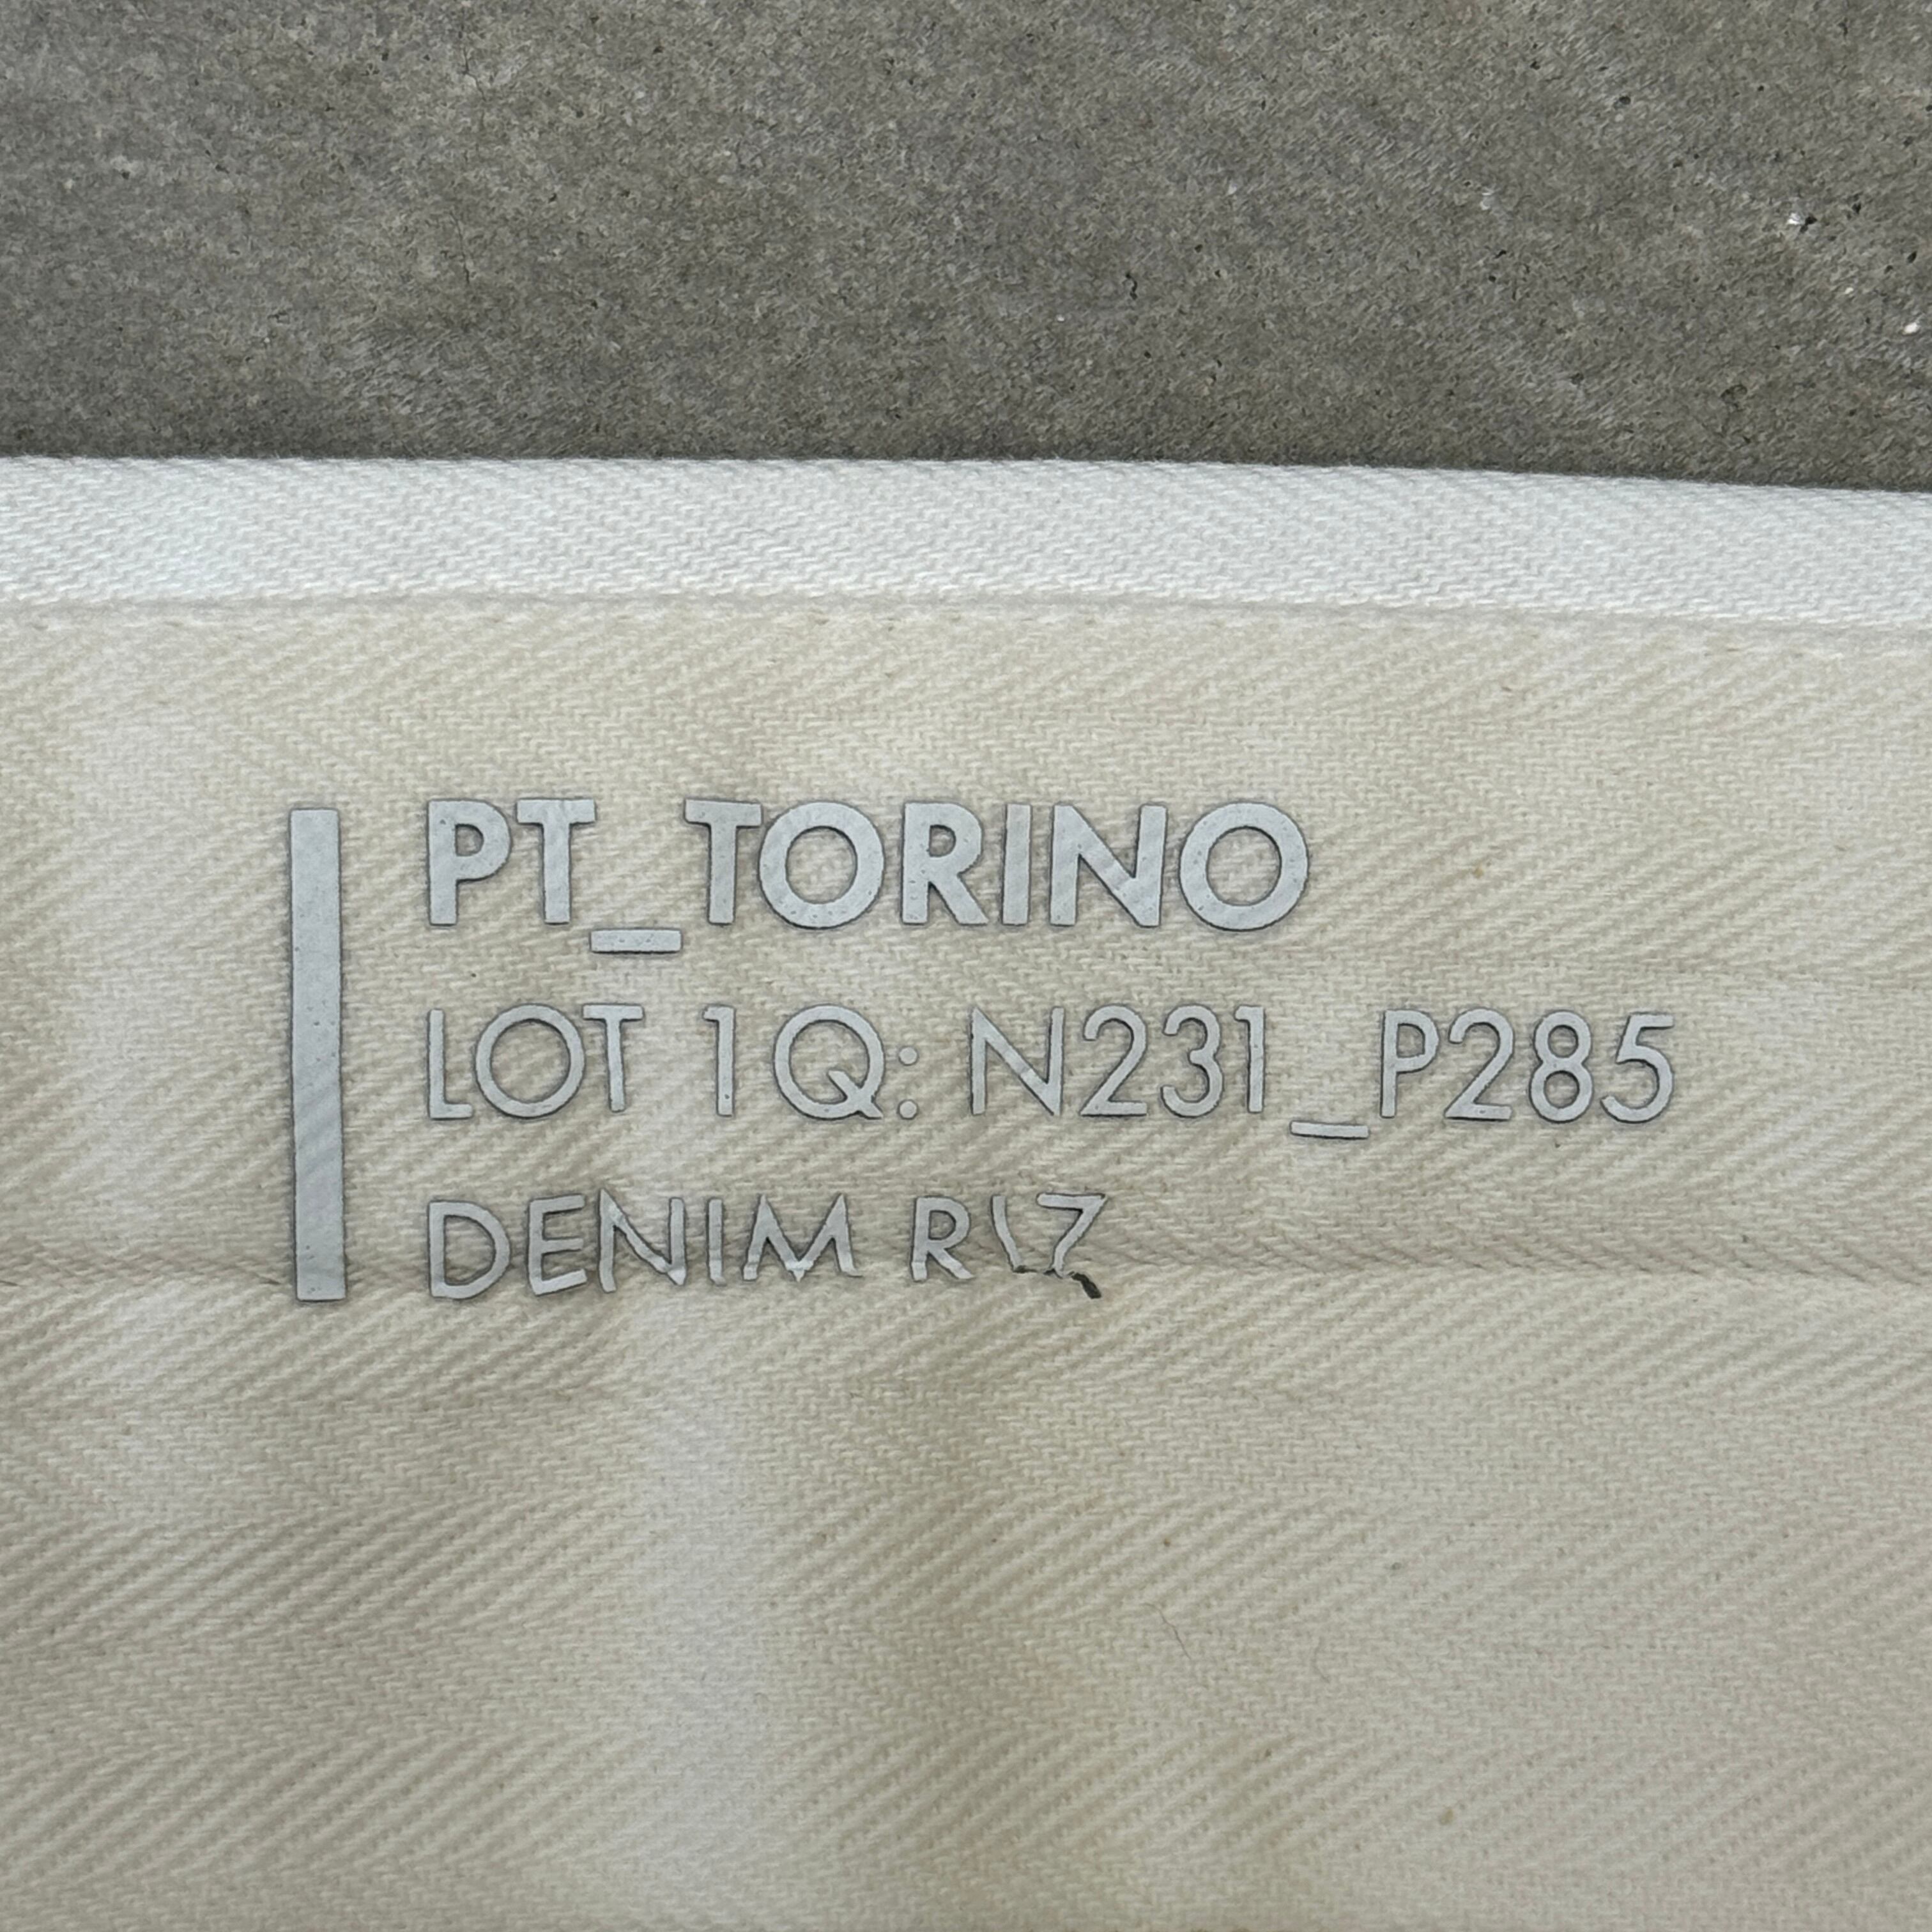 PT_TORINO
LOT 1Q: N231_P285
DENIM